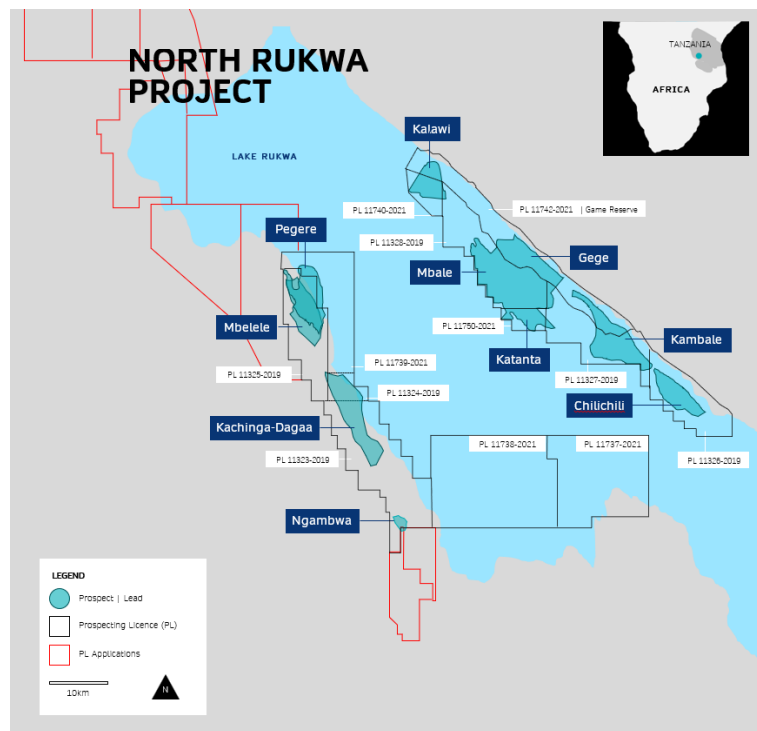 NORTH RUKWA
PROJECT
TANZANIA
AFRICA
LAKE RUKWA
Kalawi
PL 11740-2021
PL 11742-2021 | Game Reserve
Pegere
PL 11328-2019
Gege
Mbale
Mbelele
PL 11750-2021
Kambale
Katanta
PL 11739-2021
PL 11325-2019
PL 11327-2019
PL 11324-2019
Chilichili
Kachinga-Dagaa
PL 11738-2021
PL 11737-2021
PL 11323-2019
PL 11326-2019
Ngambwa
LEGEND
Prospect | Lead
Prospecting Licence (PL)
PL Applications
10km
N